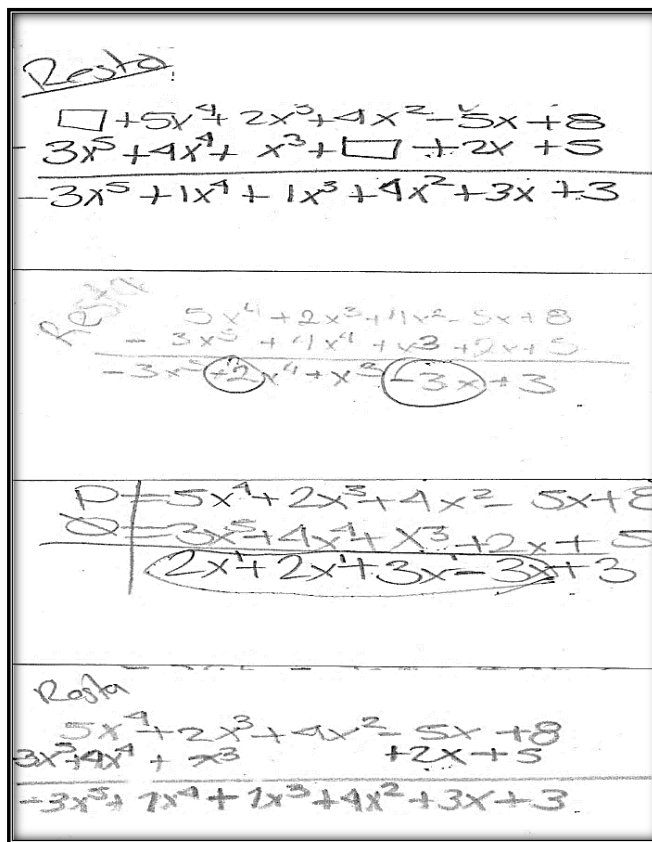 Resta:
□ + 5x⁴ + 2x³ + 4x² - 5x + 8
- 3x⁵ + 4x⁴ + x³ + □ + 2x + 5
- 3x⁵ + 1x⁴ + 1x³ + 4x² + 3x + 3
Resta
5x⁴ + 2x³ + 4x² - 5x + 8
- 3x⁵ + 4x⁴ + x³ + 2x + 5
- 3x⁵ + 2x⁴ + x³ - 3x + 3
P = 5x⁴ + 2x³ + 4x² - 5x + 8
Q = 3x⁵ + 4x⁴ + x³ + 2x + 5
2x⁴ + 2x⁴ + 3x - 3x + 3
Resta
5x⁴ + 2x³ + 4x² - 5x + 8
3x⁵ + 4x⁴ + x³ + 2x + 5
- 3x⁵ + 1x⁴ + 1x³ + 4x² + 3x + 3